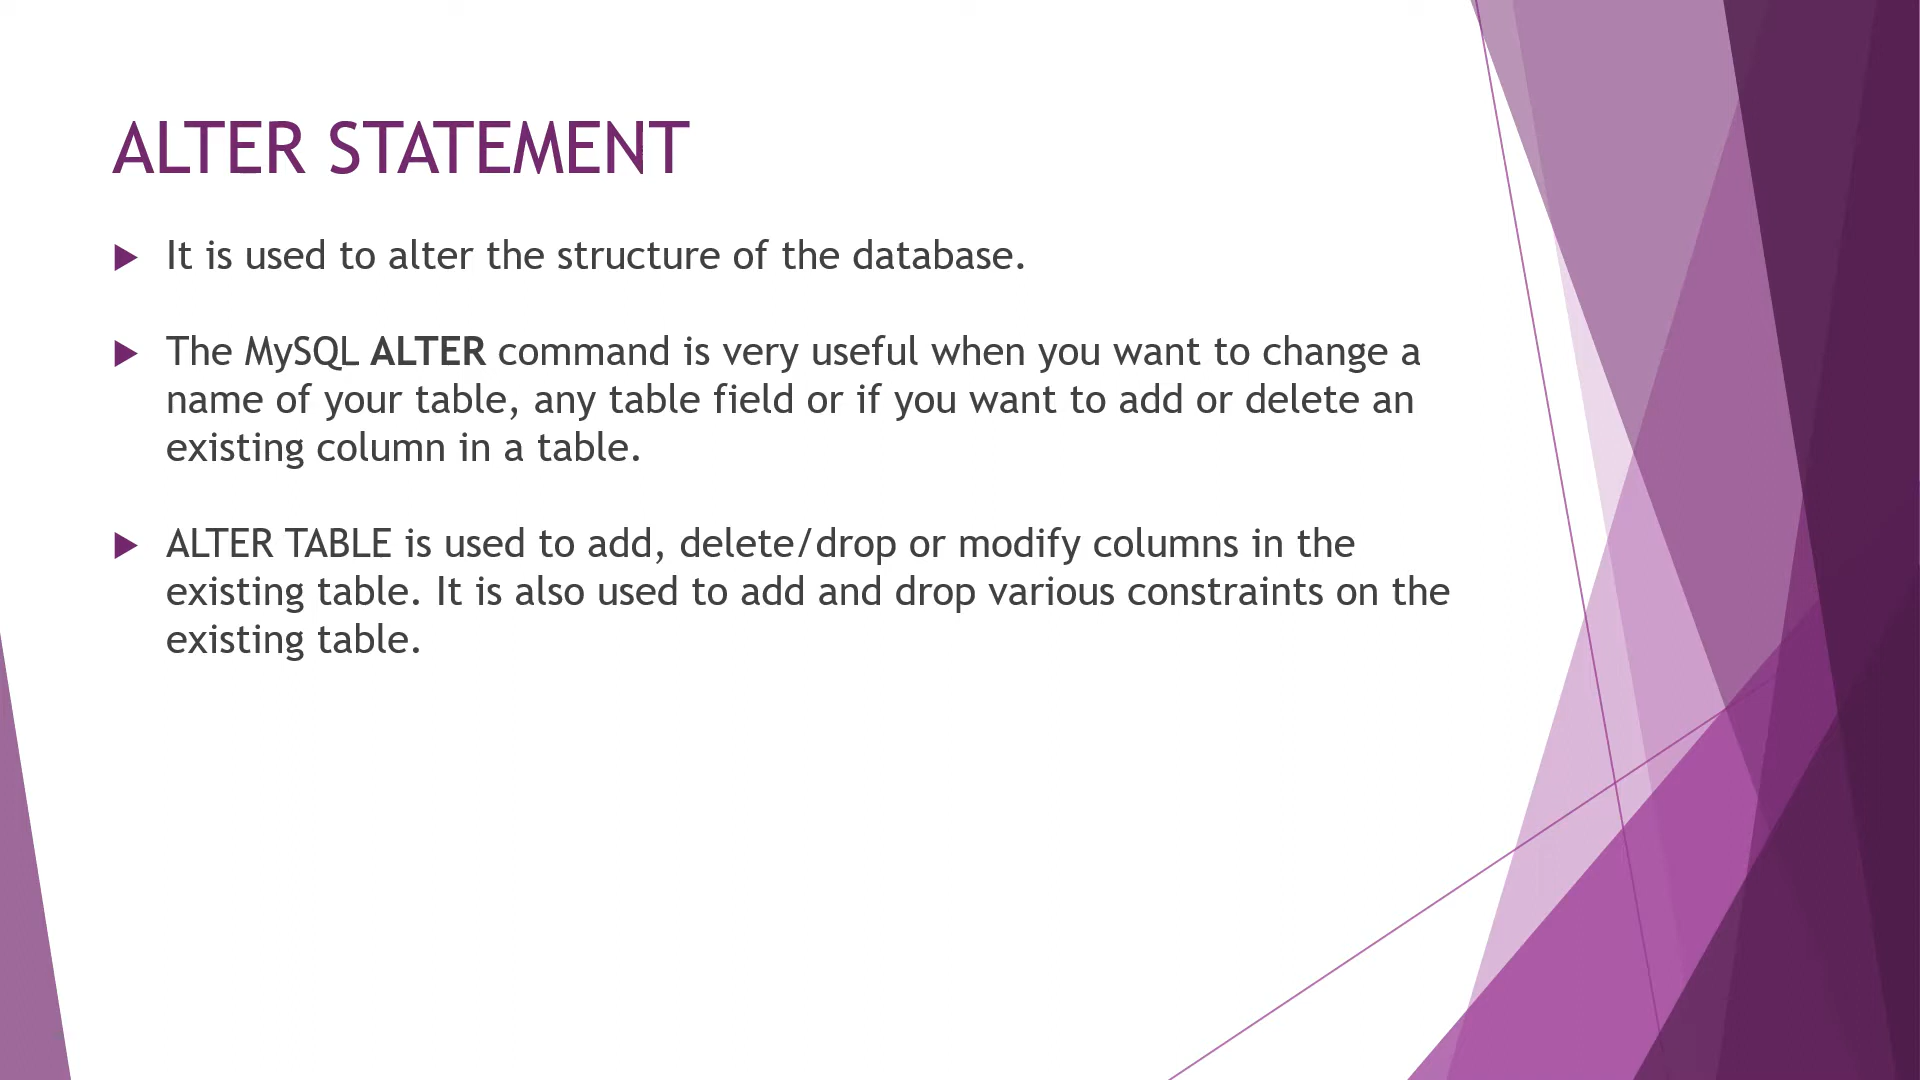 ALTER STATEMENT
It is used to alter the structure of the database.
The MySQL ALTER command is very useful when you want to change a
name of your table, any table field or if you want to add or delete an
existing column in a table.
ALTER TABLE is used to add, delete/drop or modify columns in the
existing table. It is also used to add and drop various constraints on the
existing table.